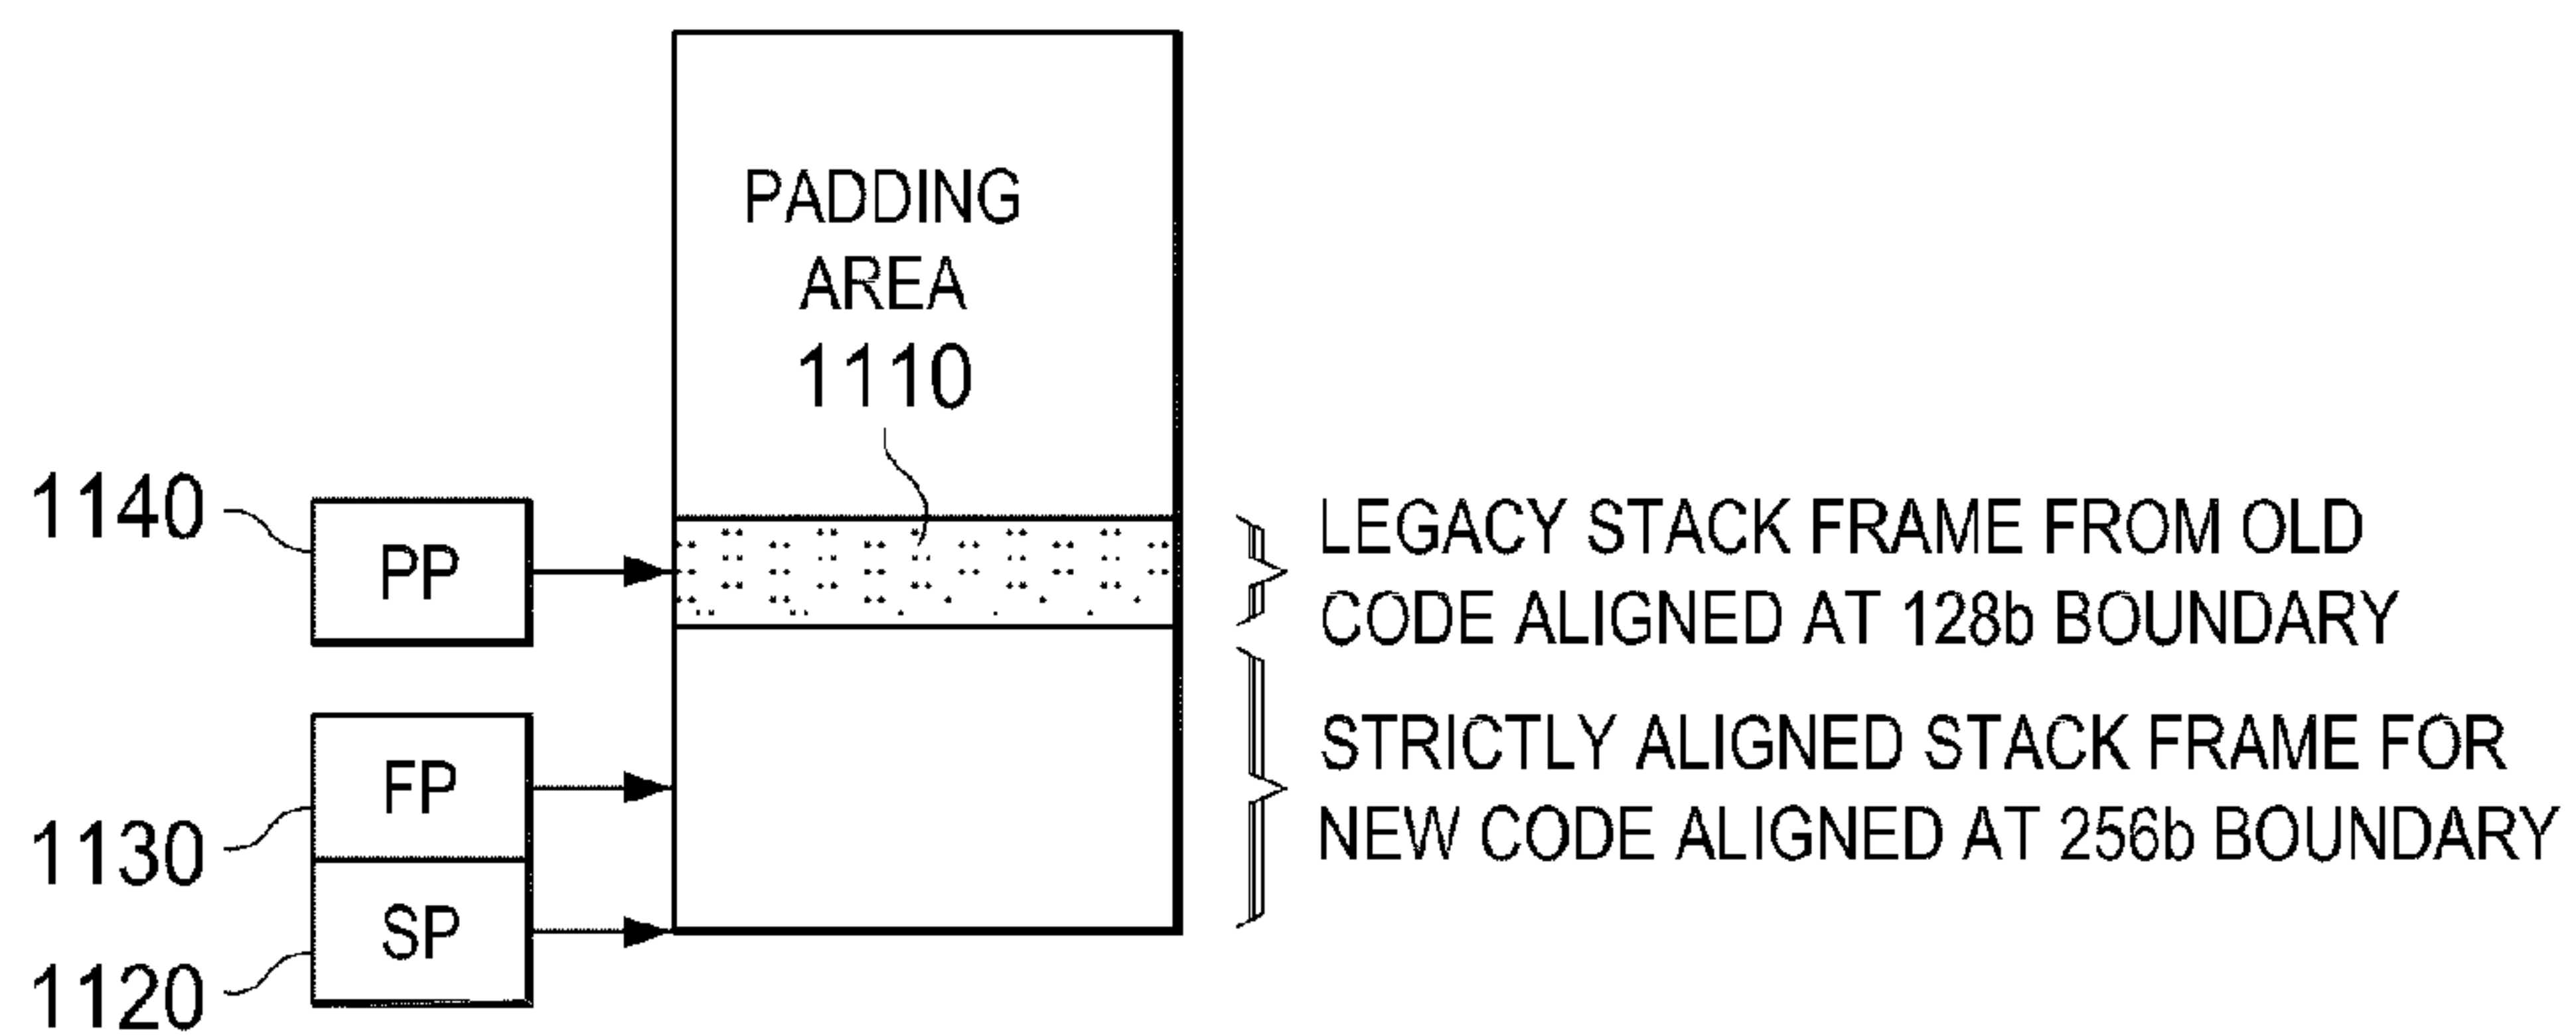 PADDING
AREA
1110
1140
PP
LEGACY STACK FRAME FROM OLD
CODE ALIGNED AT 128b BOUNDARY
FP
1130
STRICTLY ALIGNED STACK FRAME FOR
NEW CODE ALIGNED AT 256b BOUNDARY
SP
1120